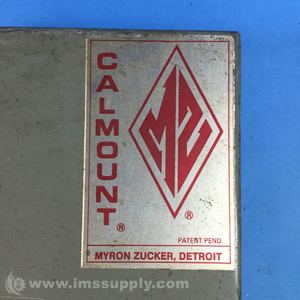 CALMOUNT®
MZ
®
PATENT PEND
MYRON ZUCKER, DETROIT
© www.imssupply.com